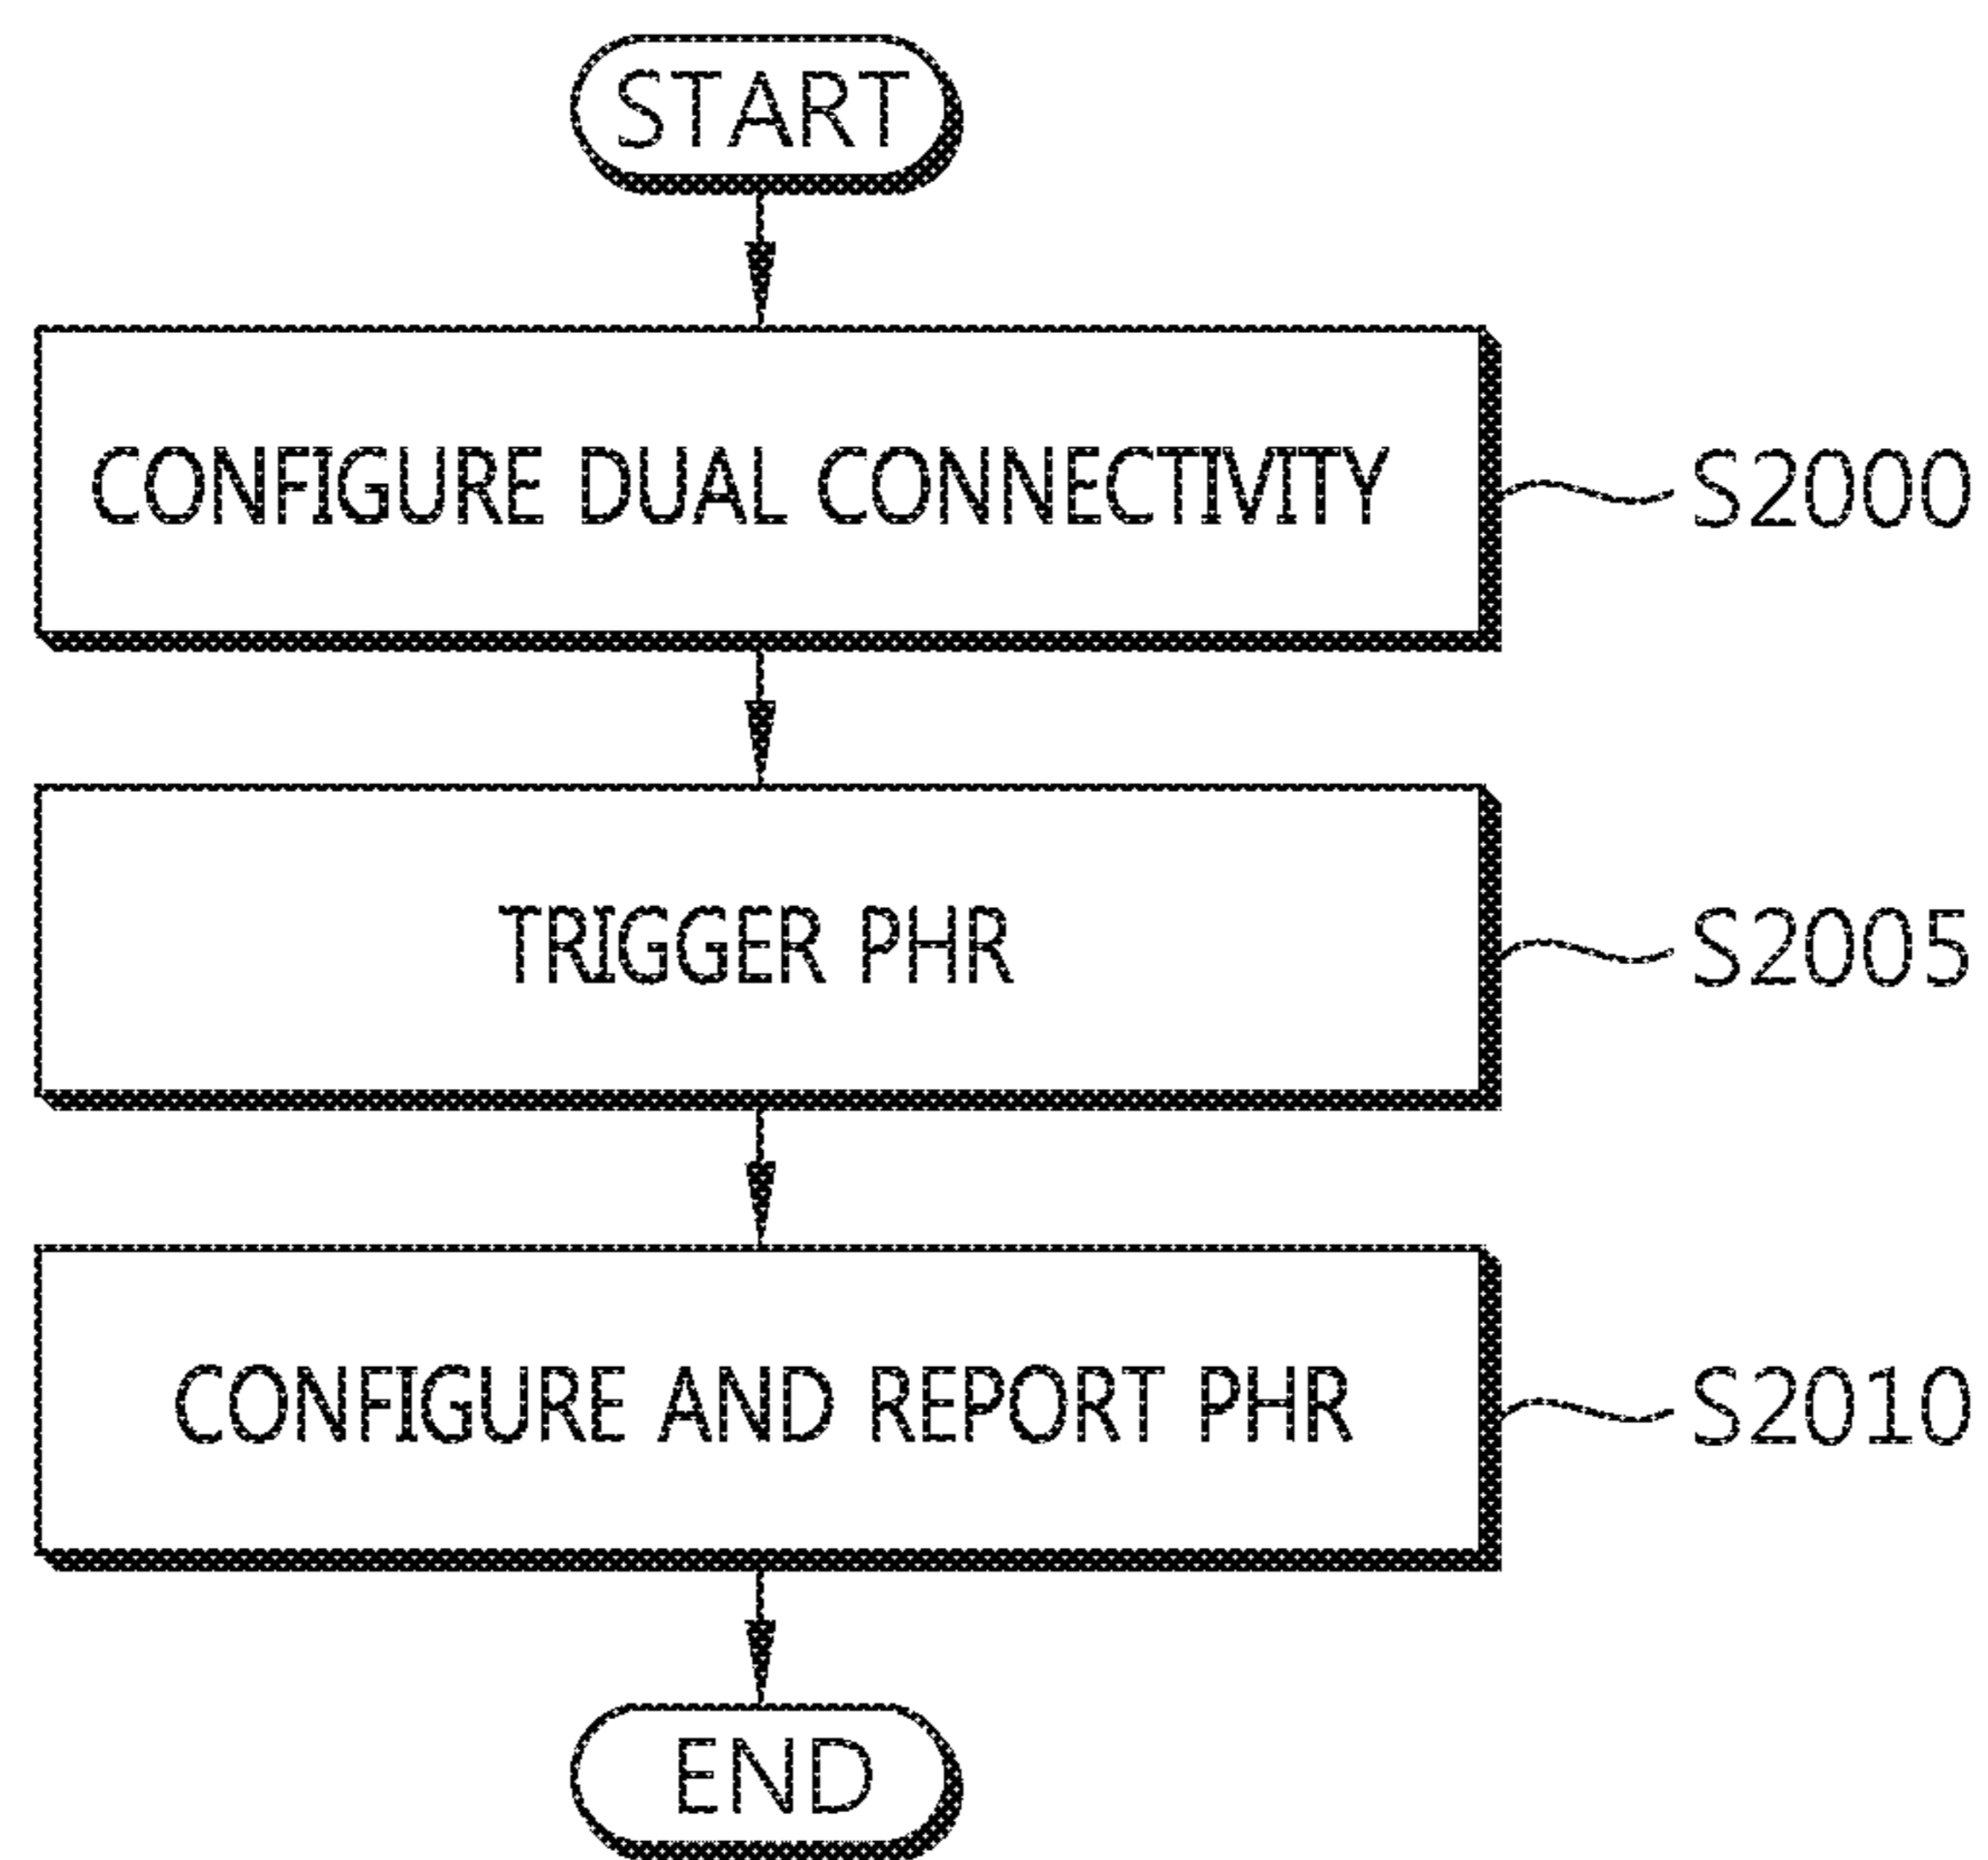 START
CONFIGURE DUAL CONNECTIVITY
S2000
TRIGGER PHR
S2005
CONFIGURE AND REPORT PHR
S2010
END